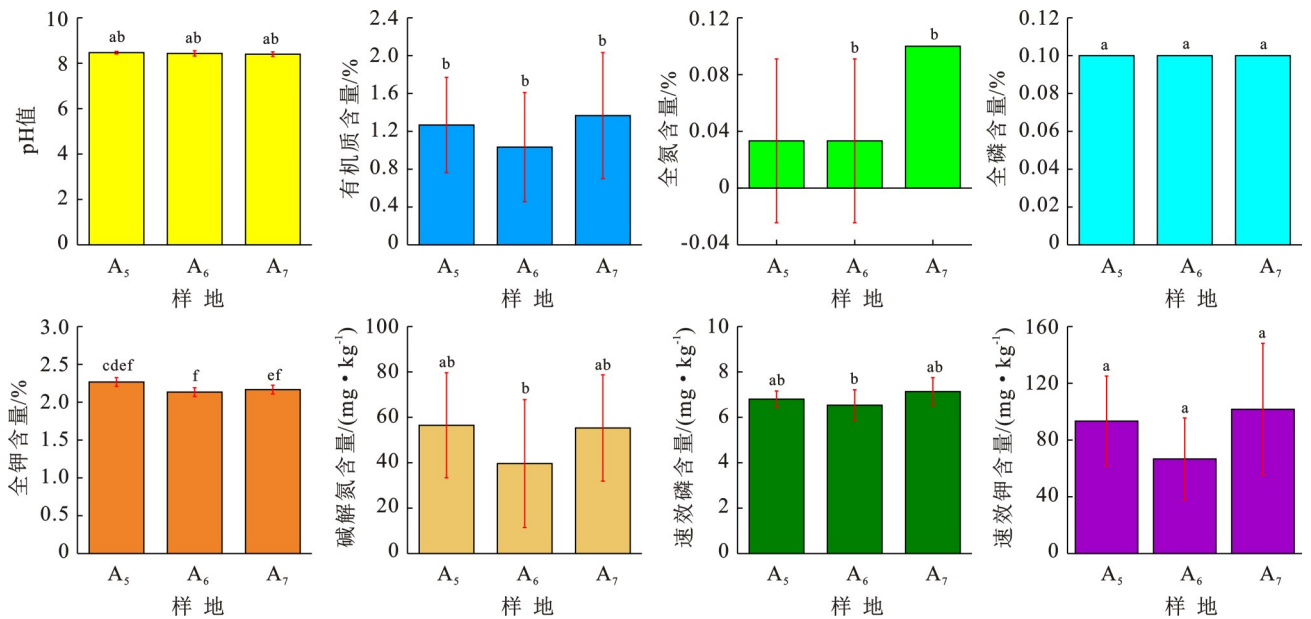 pH值
10
8
6
4
2
0
ab
ab
ab
A₅
A₆
A₇
样 地
有机质含量/%
2.4
2.0
1.6
1.2
0.8
0.4
0
b
b
b
A₅
A₆
A₇
样 地
全氮含量/%
0.12
0.08
0.04
0
-0.04
b
b
A₅
A₆
A₇
样 地
全磷含量/%
0.12
0.10
0.08
0.06
0.04
0.02
0
a
a
a
A₅
A₆
A₇
样 地
全钾含量/%
3.0
2.5
2.0
1.5
1.0
0.5
0
cdef
f
ef
A₅
A₆
A₇
样 地
碱解氮含量/(mg·kg⁻¹)
100
80
60
40
20
0
ab
b
ab
A₅
A₆
A₇
样 地
速效磷含量/(mg·kg⁻¹)
10
8
6
4
2
0
ab
b
ab
A₅
A₆
A₇
样 地
速效钾含量/(mg·kg⁻¹)
160
120
80
40
0
a
a
a
A₅
A₆
A₇
样 地